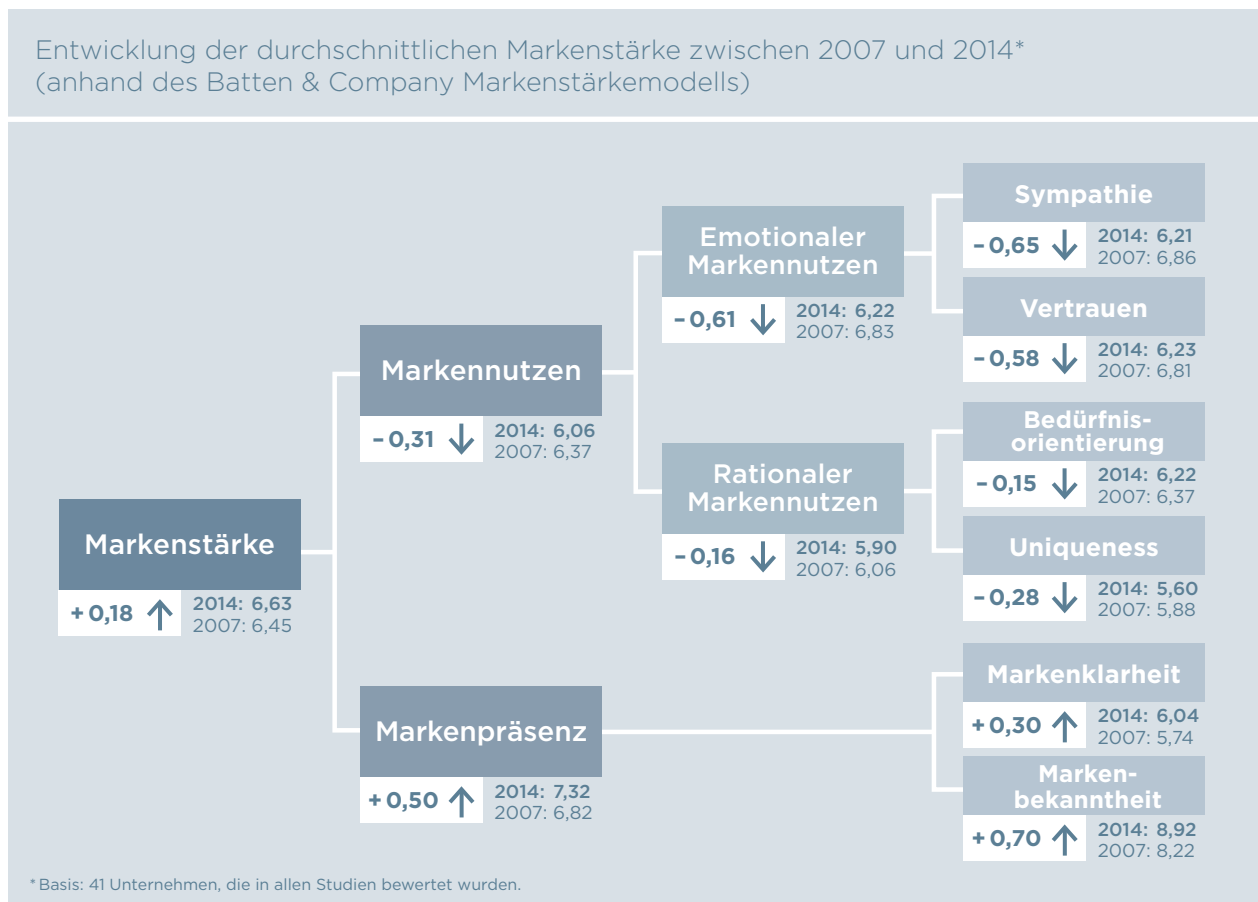 Entwicklung der durchschnittlichen Markenstärke zwischen 2007 und 2014*
(anhand des Batten & Company Markenstärkemodells)
Markenstärke
+ 0,18
2014: 6,63
2007: 6,45
Markennutzen
– 0,31
2014: 6,06
2007: 6,37
Emotionaler
Markennutzen
– 0,61
2014: 6,22
2007: 6,83
Sympathie
– 0,65
2014: 6,21
2007: 6,86
Vertrauen
– 0,58
2014: 6,23
2007: 6,81
Rationaler
Markennutzen
– 0,16
2014: 5,90
2007: 6,06
Bedürfnis-
orientierung
– 0,15
2014: 6,22
2007: 6,37
Uniqueness
– 0,28
2014: 5,60
2007: 5,88
Markenpräsenz
+ 0,50
2014: 7,32
2007: 6,82
Markenklarheit
+ 0,30
2014: 6,04
2007: 5,74
Marken-
bekanntheit
+ 0,70
2014: 8,92
2007: 8,22
* Basis: 41 Unternehmen, die in allen Studien bewertet wurden.